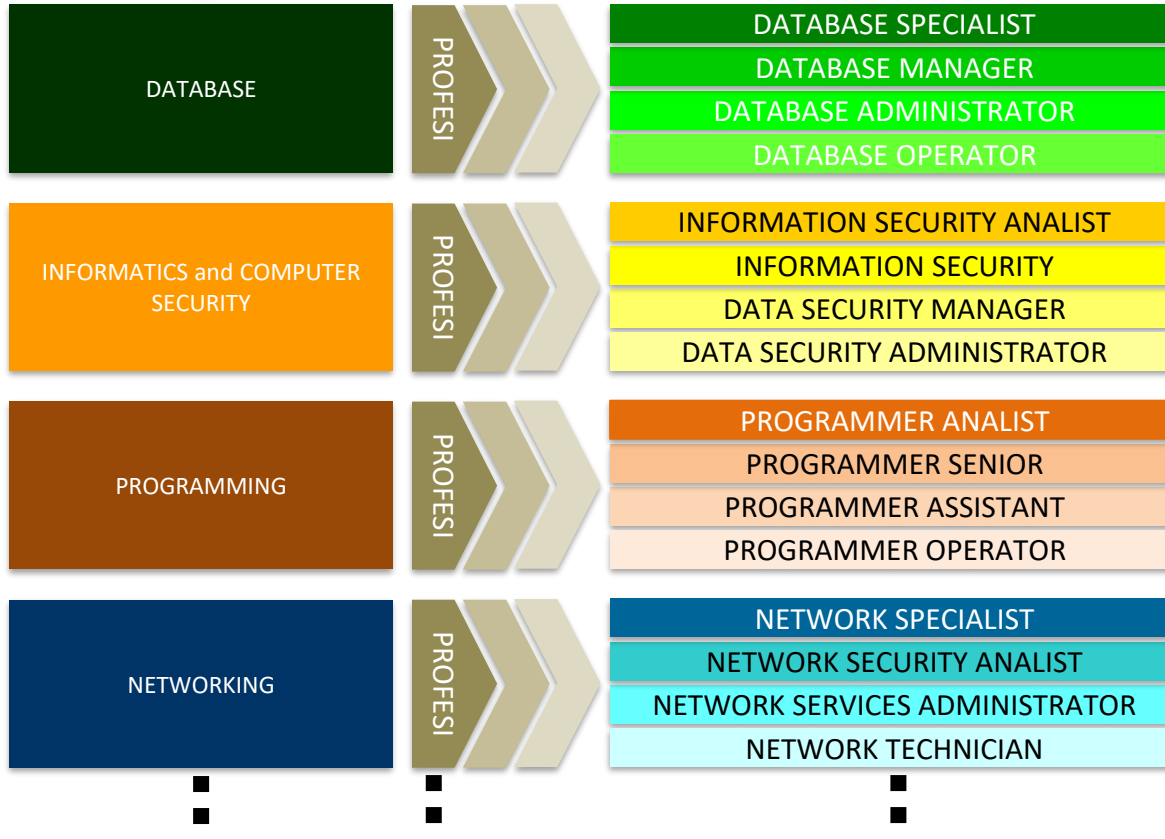 DATABASE
PROFESI
DATABASE SPECIALIST
DATABASE MANAGER
DATABASE ADMINISTRATOR
DATABASE OPERATOR
INFORMATICS and COMPUTER
SECURITY
PROFESI
INFORMATION SECURITY ANALIST
INFORMATION SECURITY
DATA SECURITY MANAGER
DATA SECURITY ADMINISTRATOR
PROGRAMMING
PROFESI
PROGRAMMER ANALIST
PROGRAMMER SENIOR
PROGRAMMER ASSISTANT
PROGRAMMER OPERATOR
NETWORKING
PROFESI
NETWORK SPECIALIST
NETWORK SECURITY ANALIST
NETWORK SERVICES ADMINISTRATOR
NETWORK TECHNICIAN